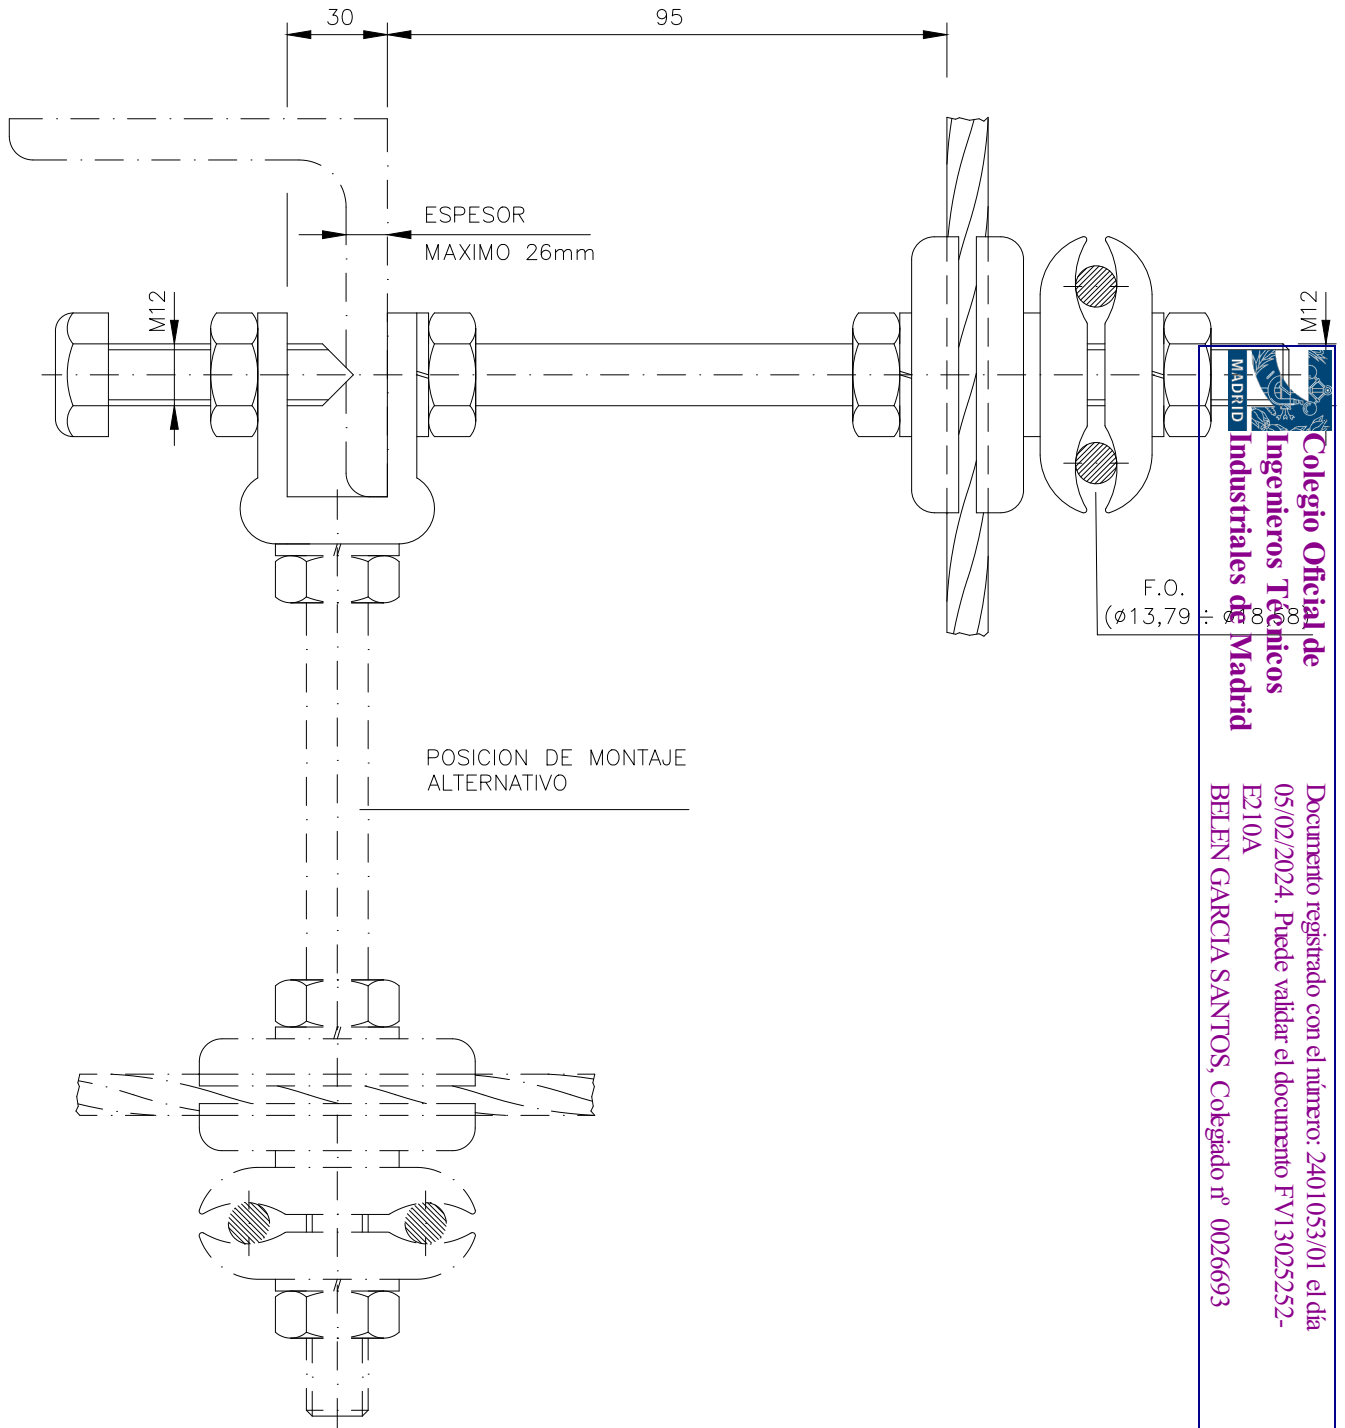 30
95
ESPESOR
MAXIMO 26mm
M12
M12
F.O.
(ø13,79 ÷ ø18,68)
POSICION DE MONTAJE
ALTERNATIVO
MADRID
Colegio Oficial de
Ingenieros Técnicos
Industriales de Madrid
Documento registrado con el número: 2401053/01 el día
05/02/2024. Puede validar el documento FV13025252-
E210A
BELEN GARCIA SANTOS, Colegiado nº 0026693